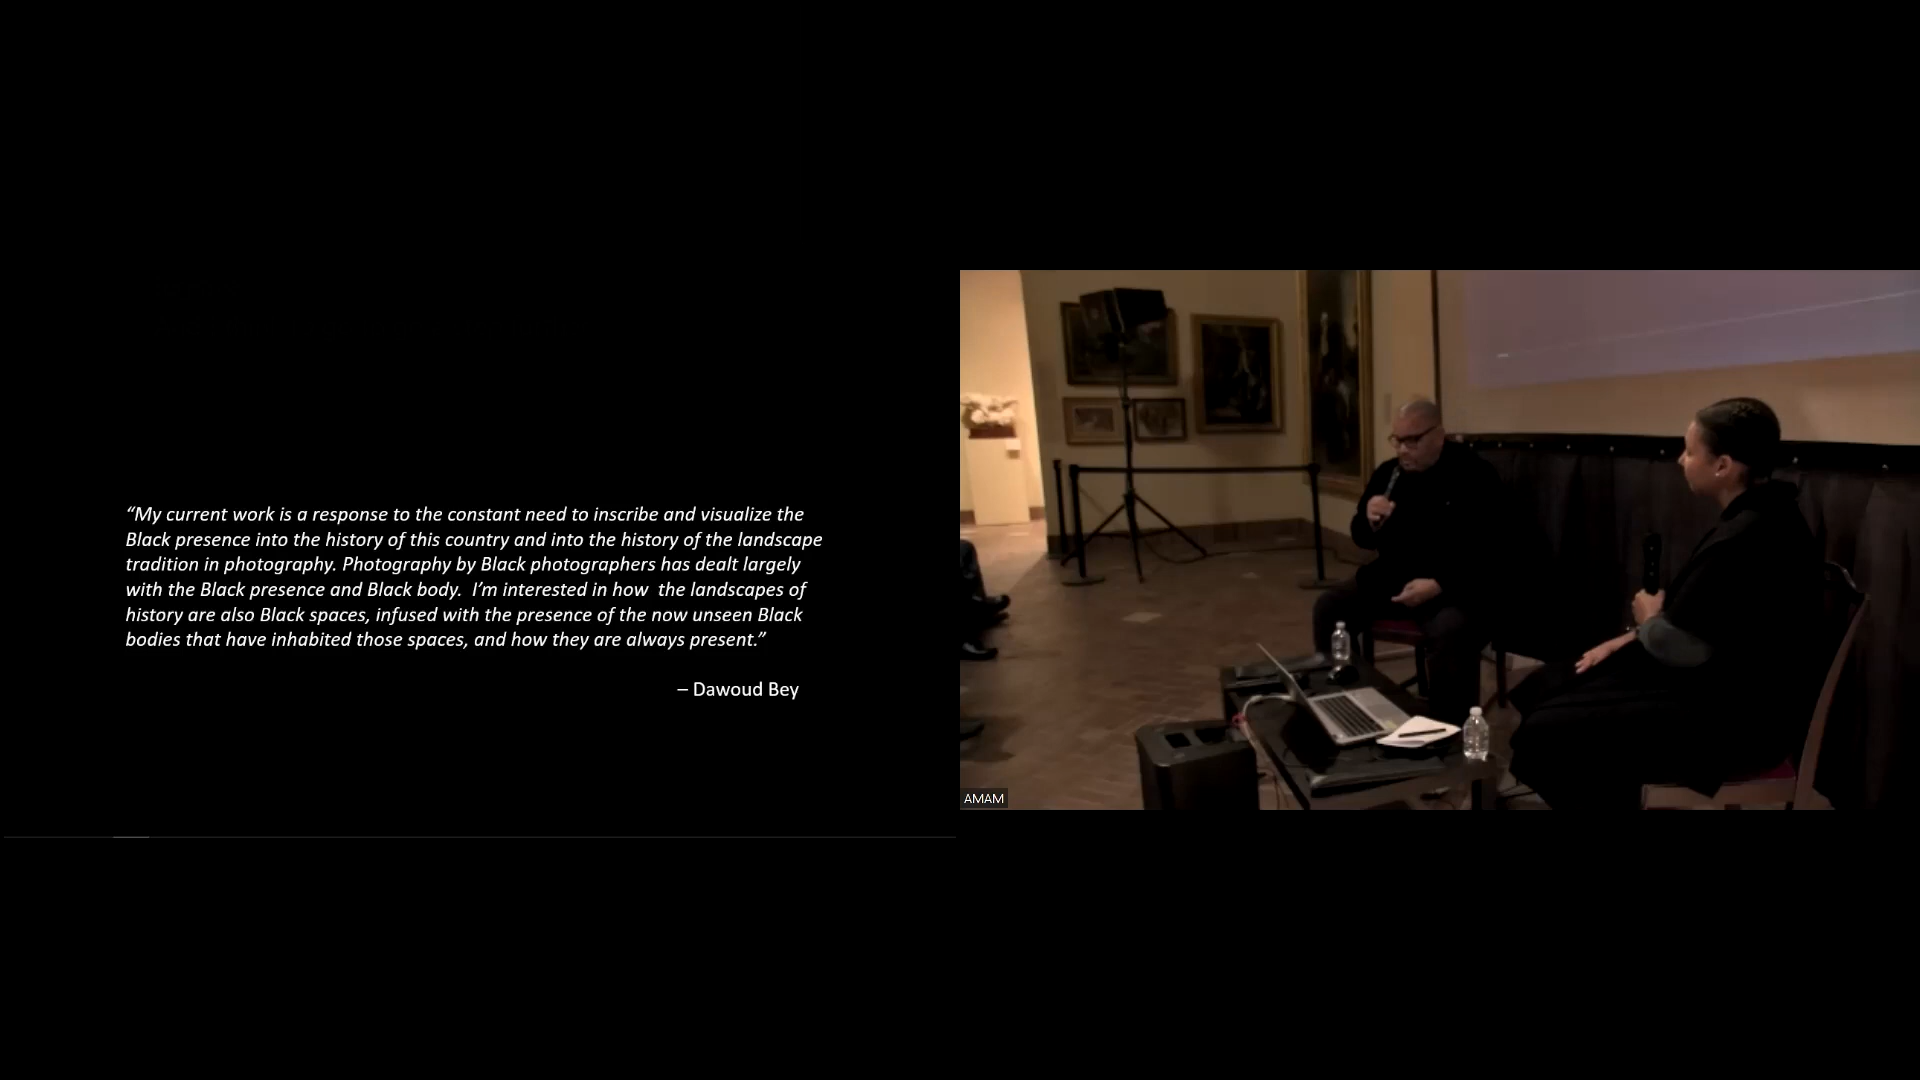 “My current work is a response to the constant need to inscribe and visualize the
Black presence into the history of this country and into the history of the landscape
tradition in photography. Photography by Black photographers has dealt largely
with the Black presence and Black body.  I’m interested in how  the landscapes of
history are also Black spaces, infused with the presence of the now unseen Black
bodies that have inhabited those spaces, and how they are always present.”
– Dawoud Bey
AMAM